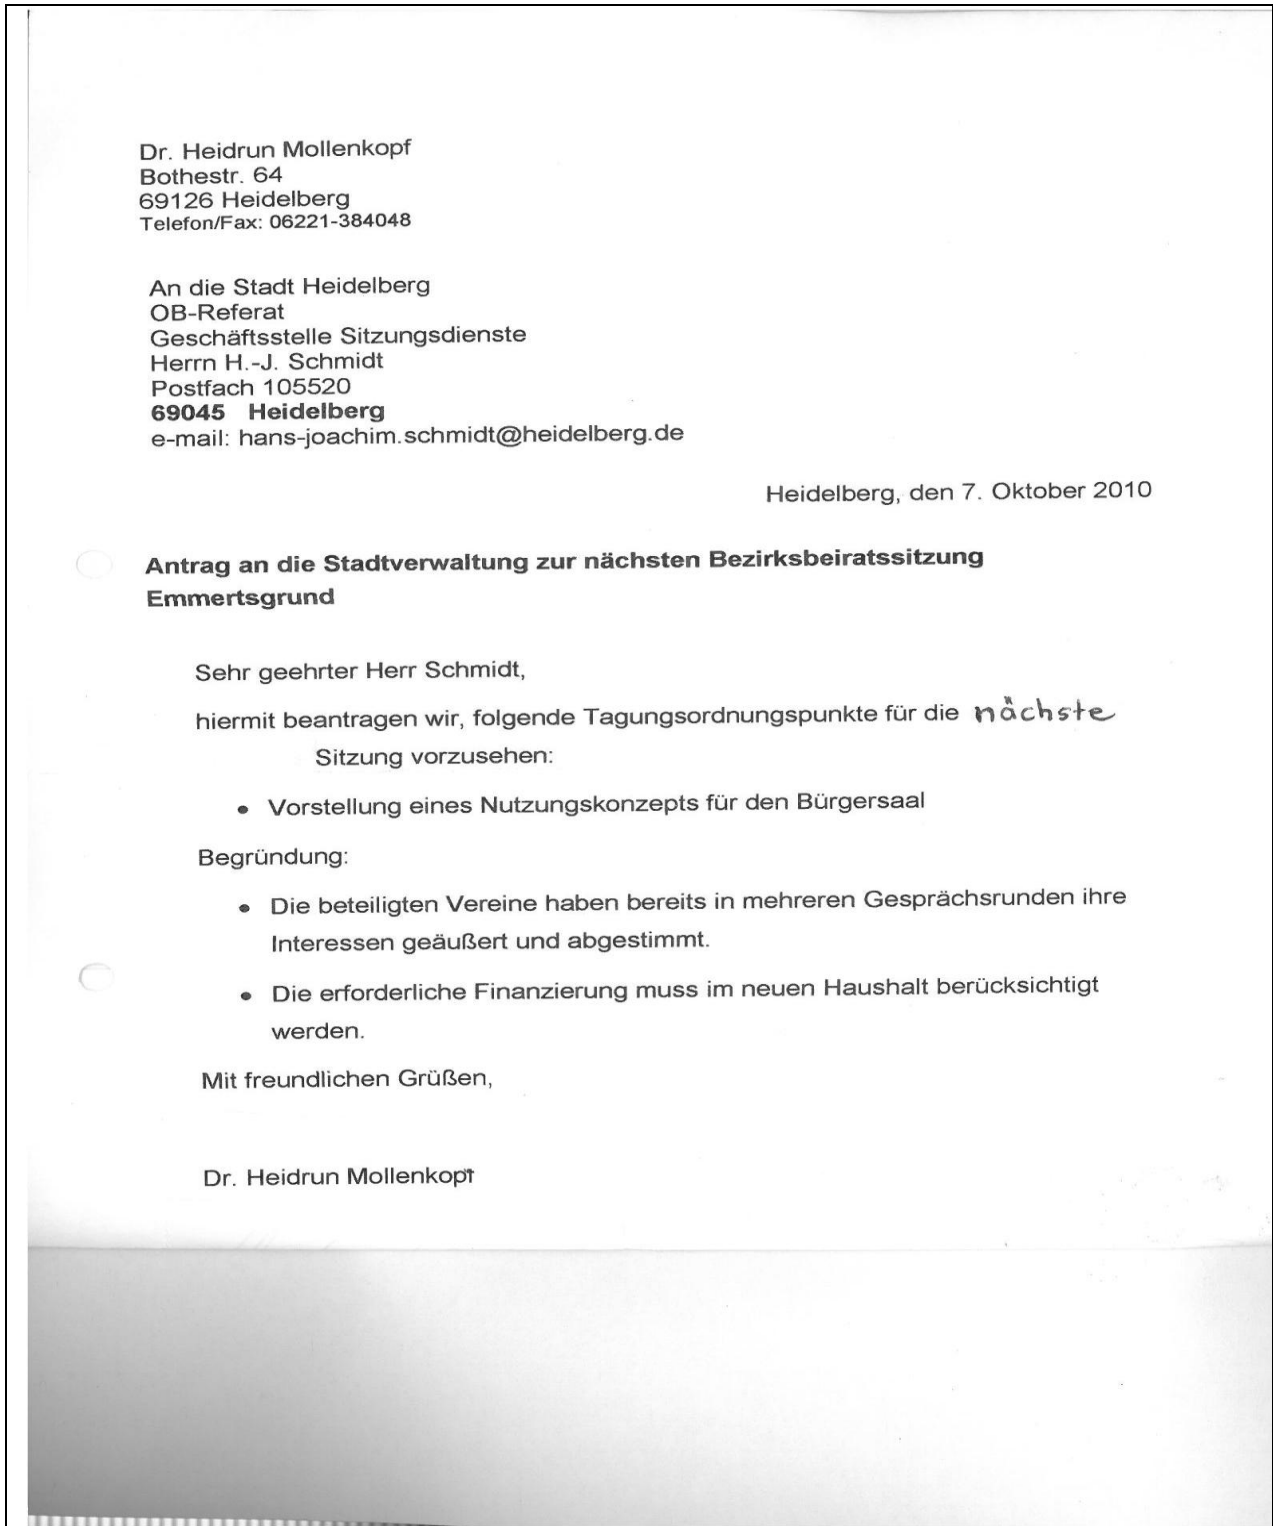 Dr. Heidrun Mollenkopf
Bothestr. 64
69126 Heidelberg
Telefon/Fax: 06221-384048
An die Stadt Heidelberg
OB-Referat
Geschäftsstelle Sitzungsdienste
Herrn H.-J. Schmidt
Postfach 105520
69045 Heidelberg
e-mail: hans-joachim.schmidt@heidelberg.de
Heidelberg, den 7. Oktober 2010
Antrag an die Stadtverwaltung zur nächsten Bezirksbeiratssitzung
Emmertsgrund
Sehr geehrter Herr Schmidt,
hiermit beantragen wir, folgende Tagungsordnungspunkte für die nächste
Sitzung vorzusehen:
• Vorstellung eines Nutzungskonzepts für den Bürgersaal
Begründung:
• Die beteiligten Vereine haben bereits in mehreren Gesprächsrunden ihre
Interessen geäußert und abgestimmt.
• Die erforderliche Finanzierung muss im neuen Haushalt berücksichtigt
werden.
Mit freundlichen Grüßen,
Dr. Heidrun Mollenkopf